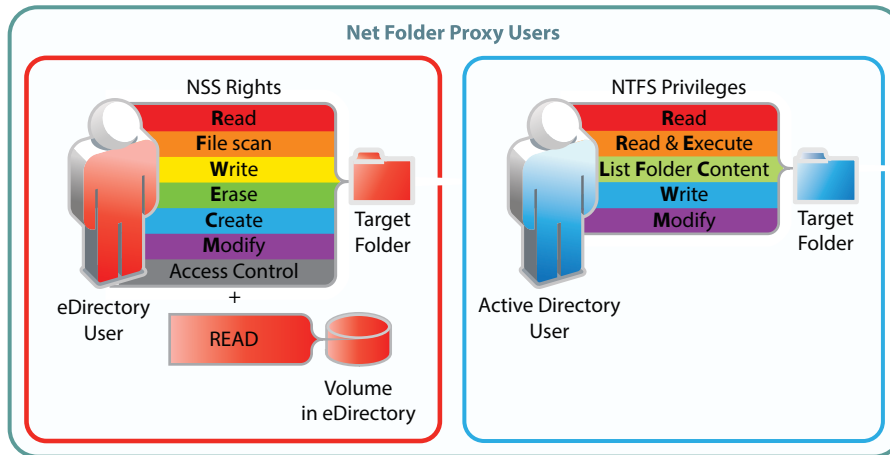 Net Folder Proxy Users
NSS Rights
Read
File scan
Write
Erase
Create
Modify
Access Control
+
eDirectory
User
Target
Folder
READ
Volume
in eDirectory
NTFS Privileges
Read
Read & Execute
List Folder Content
Write
Modify
Active Directory
User
Target
Folder